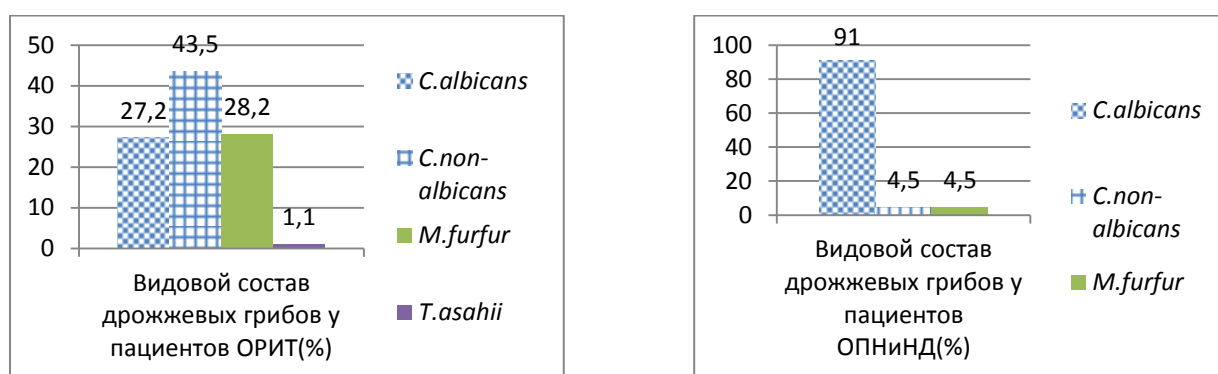 50
40
30
20
10
0
27,2
43,5
28,2
1,1
Видовой состав
дрожжевых грибов у
пациентов ОРИТ(%)
C.albicans
C.non-
albicans
M.furfur
T.asahii
100
80
60
40
20
0
91
4,5
4,5
Видовой состав
дрожжевых грибов у
пациентов
ОПНиНД(%)
C.albicans
C.non-
albicans
M.furfur